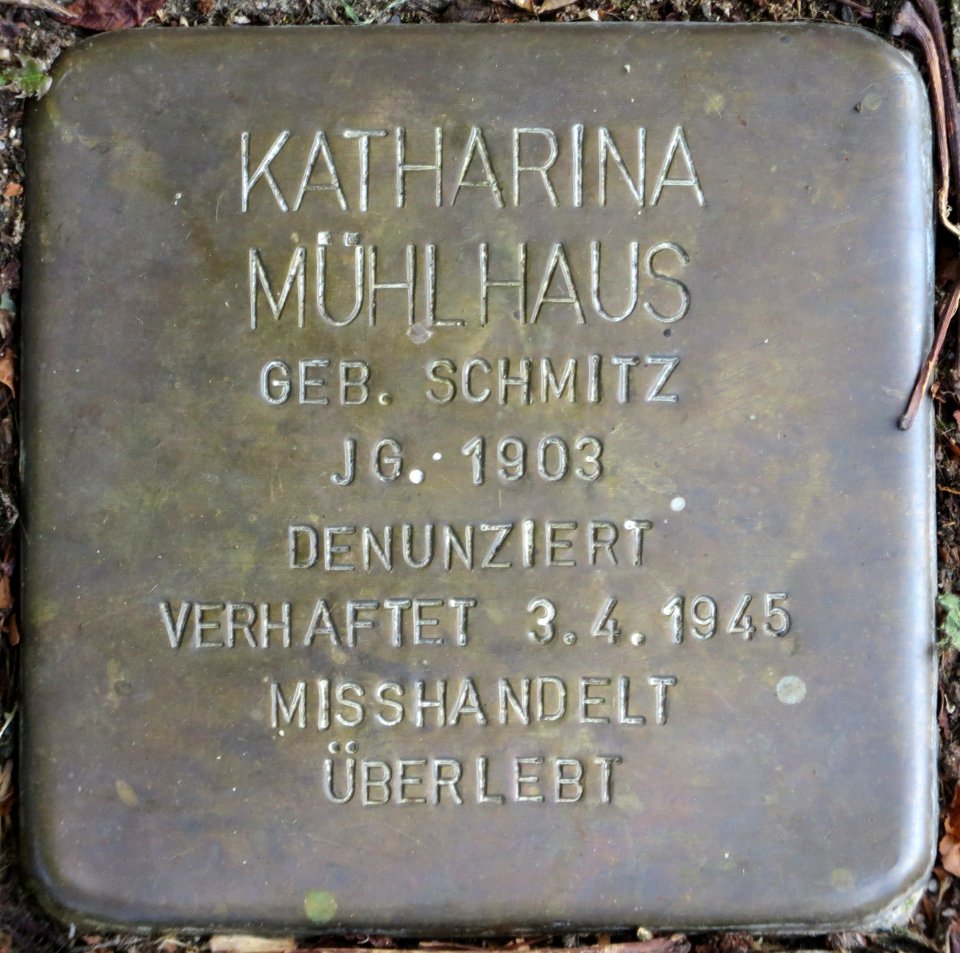 KATHARINA
MÜHLHAUS
GEB. SCHMITZ
JG. 1903
DENUNZIERT
VERHAFTET 3.4.1945
MISSHANDELT
ÜBERLEBT